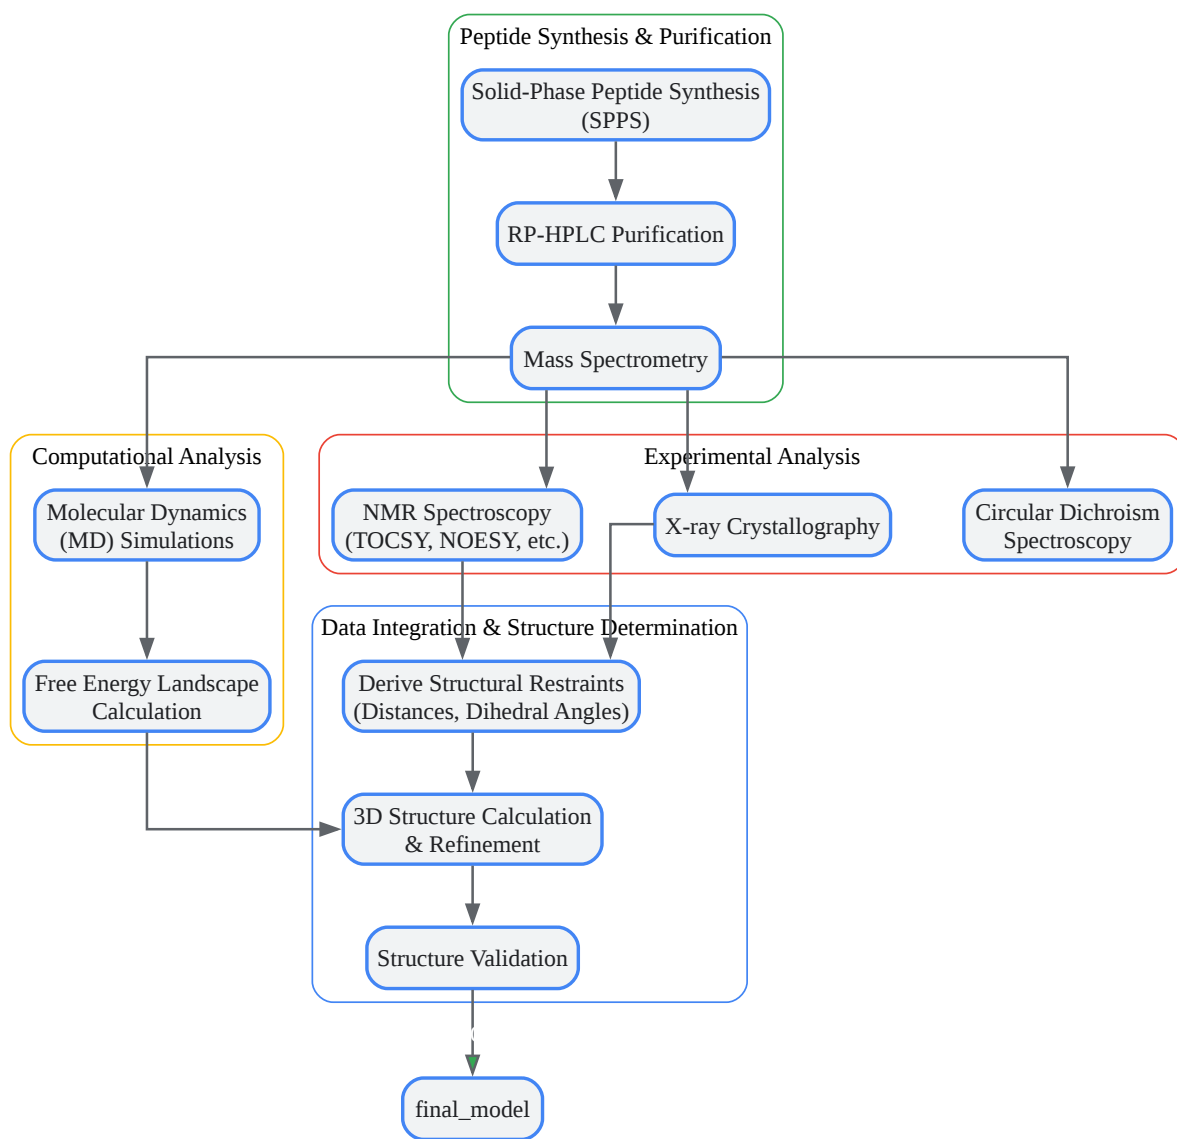 Peptide Synthesis & Purification
Solid-Phase Peptide Synthesis
(SPPS)
RP-HPLC Purification
Mass Spectrometry
Computational Analysis
Experimental Analysis
Molecular Dynamics
(MD) Simulations
NMR Spectroscopy
(TOCSY, NOESY, etc.)
X-ray Crystallography
Circular Dichroism
Spectroscopy
Data Integration & Structure Determination
Free Energy Landscape
Calculation
Derive Structural Restraints
(Distances, Dihedral Angles)
3D Structure Calculation
& Refinement
Structure Validation
final_model